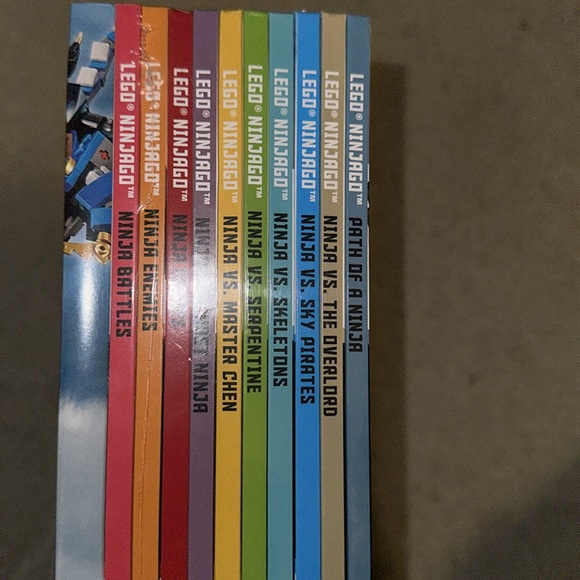 LEGO® NINJAGO™ NINJA BATTLES
LEGO® NINJAGO™ NINJA ENEMIES
LEGO® NINJAGO™ NINJA
LEGO® NINJAGO™ NINJA NINJA
LEGO® NINJAGO™ NINJA VS. MASTER CHEN
LEGO® NINJAGO™ NINJA VS SERPENTINE
LEGO® NINJAGO™ NINJA VS. SKELETONS
LEGO® NINJAGO™ NINJA VS. SKY PIRATES
LEGO® NINJAGO™ NINJA VS. THE OVERLORD
LEGO® NINJAGO™ PATH OF A NINJA